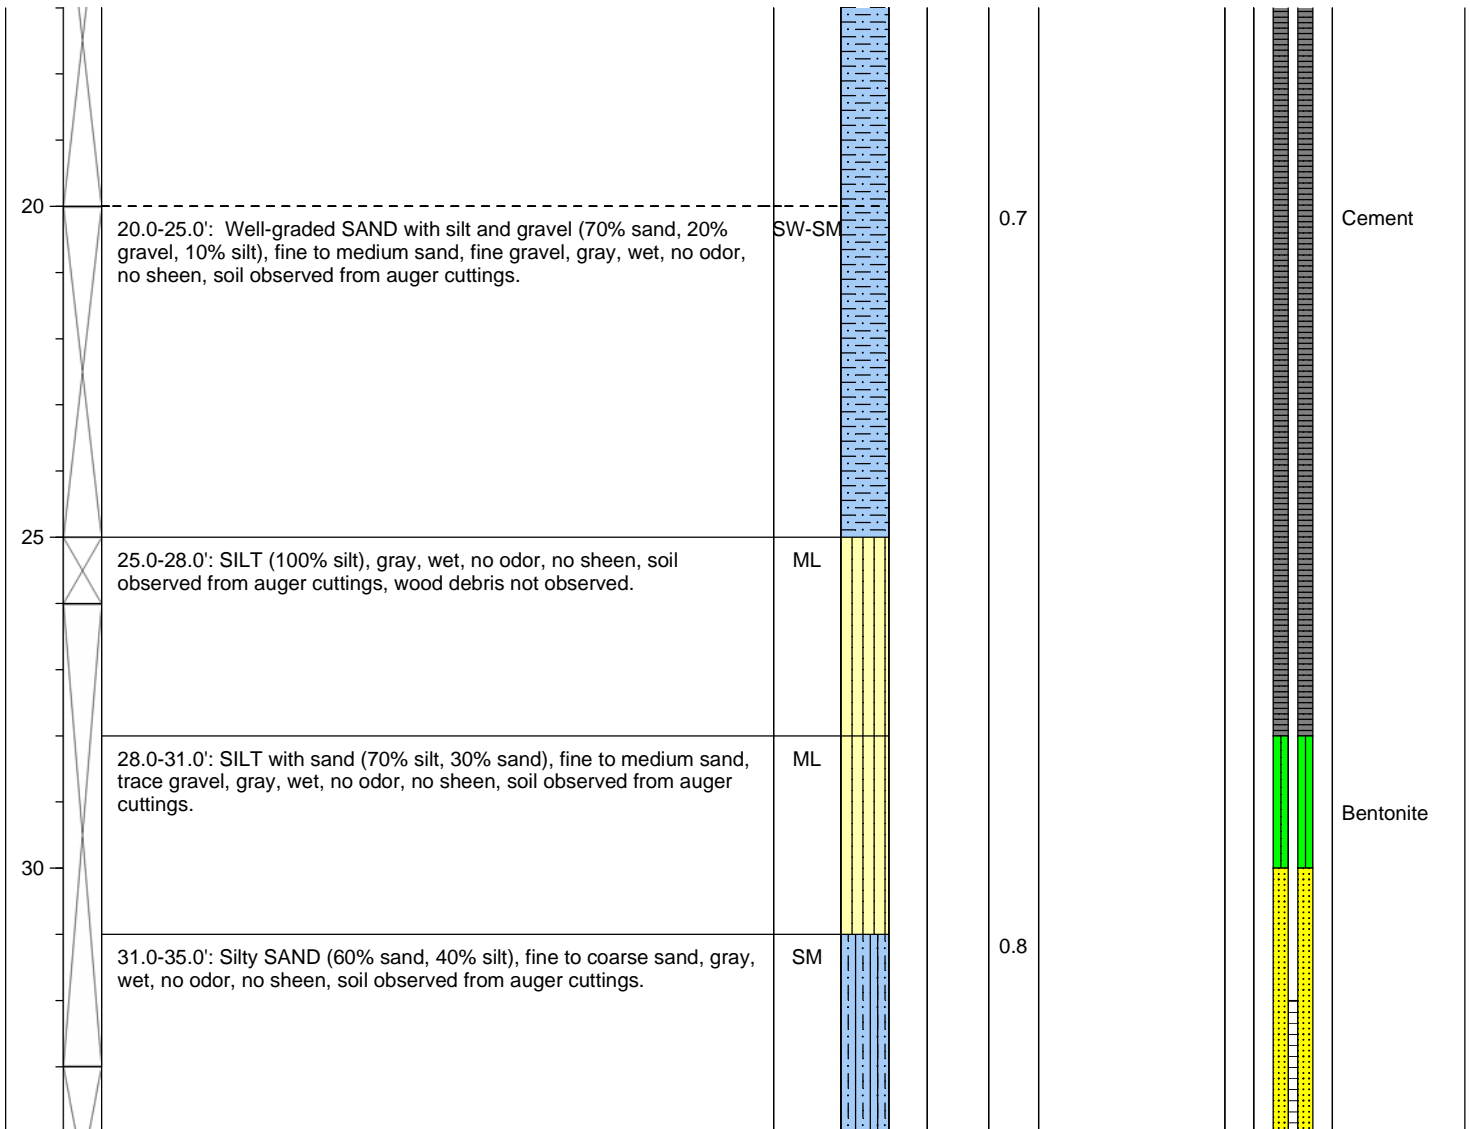 20
20.0-25.0': Well-graded SAND with silt and gravel (70% sand, 20%
gravel, 10% silt), fine to medium sand, fine gravel, gray, wet, no odor,
no sheen, soil observed from auger cuttings.
SW-SM
0.7
Cement
25
25.0-28.0': SILT (100% silt), gray, wet, no odor, no sheen, soil
observed from auger cuttings, wood debris not observed.
ML
28.0-31.0': SILT with sand (70% silt, 30% sand), fine to medium sand,
trace gravel, gray, wet, no odor, no sheen, soil observed from auger
cuttings.
ML
Bentonite
30
31.0-35.0': Silty SAND (60% sand, 40% silt), fine to coarse sand, gray,
wet, no odor, no sheen, soil observed from auger cuttings.
SM
0.8